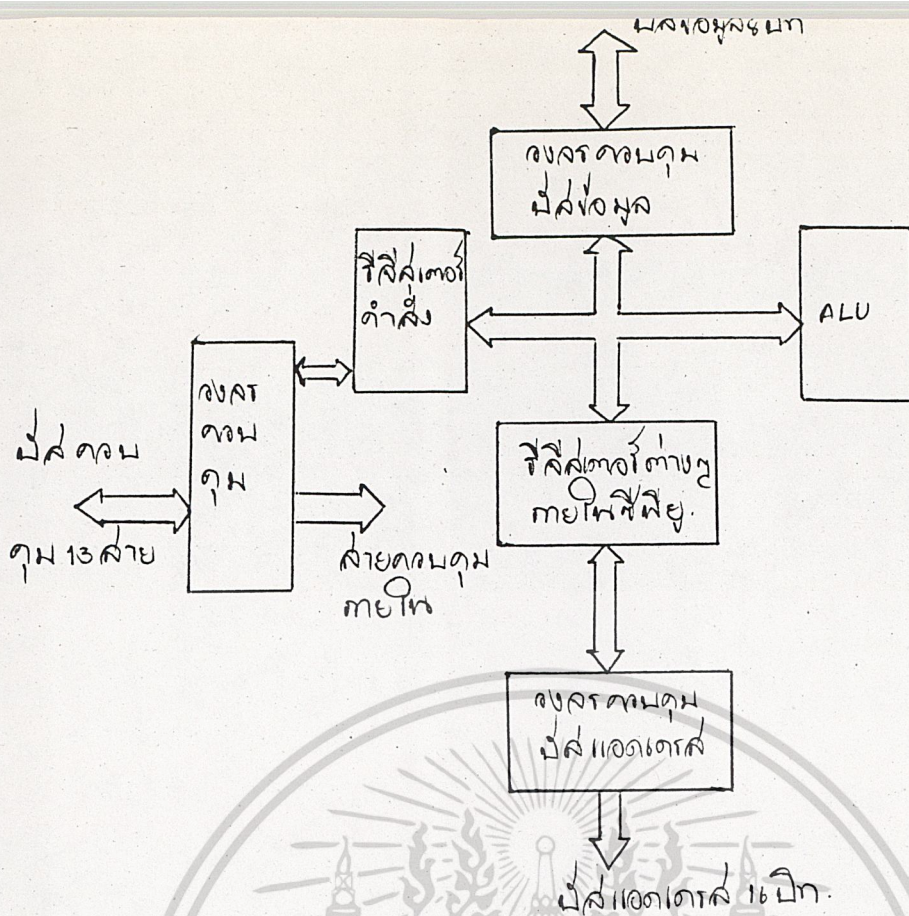 บัสข้อมูล8บิท
วงจรควบคุม
บัสข้อมูล
รีจีสเตอร์
คำสั่ง
ALU
วงจร
ควบ
คุม
บัสควบ
คุม 13 สาย
สายควบคุม
ภายใน
รีจีสเตอร์ต่างๆ
ภายในซีพียู.
วงจรควบคุม
บัสแอดเดรส
บัสแอดเดรส 16 บิท.